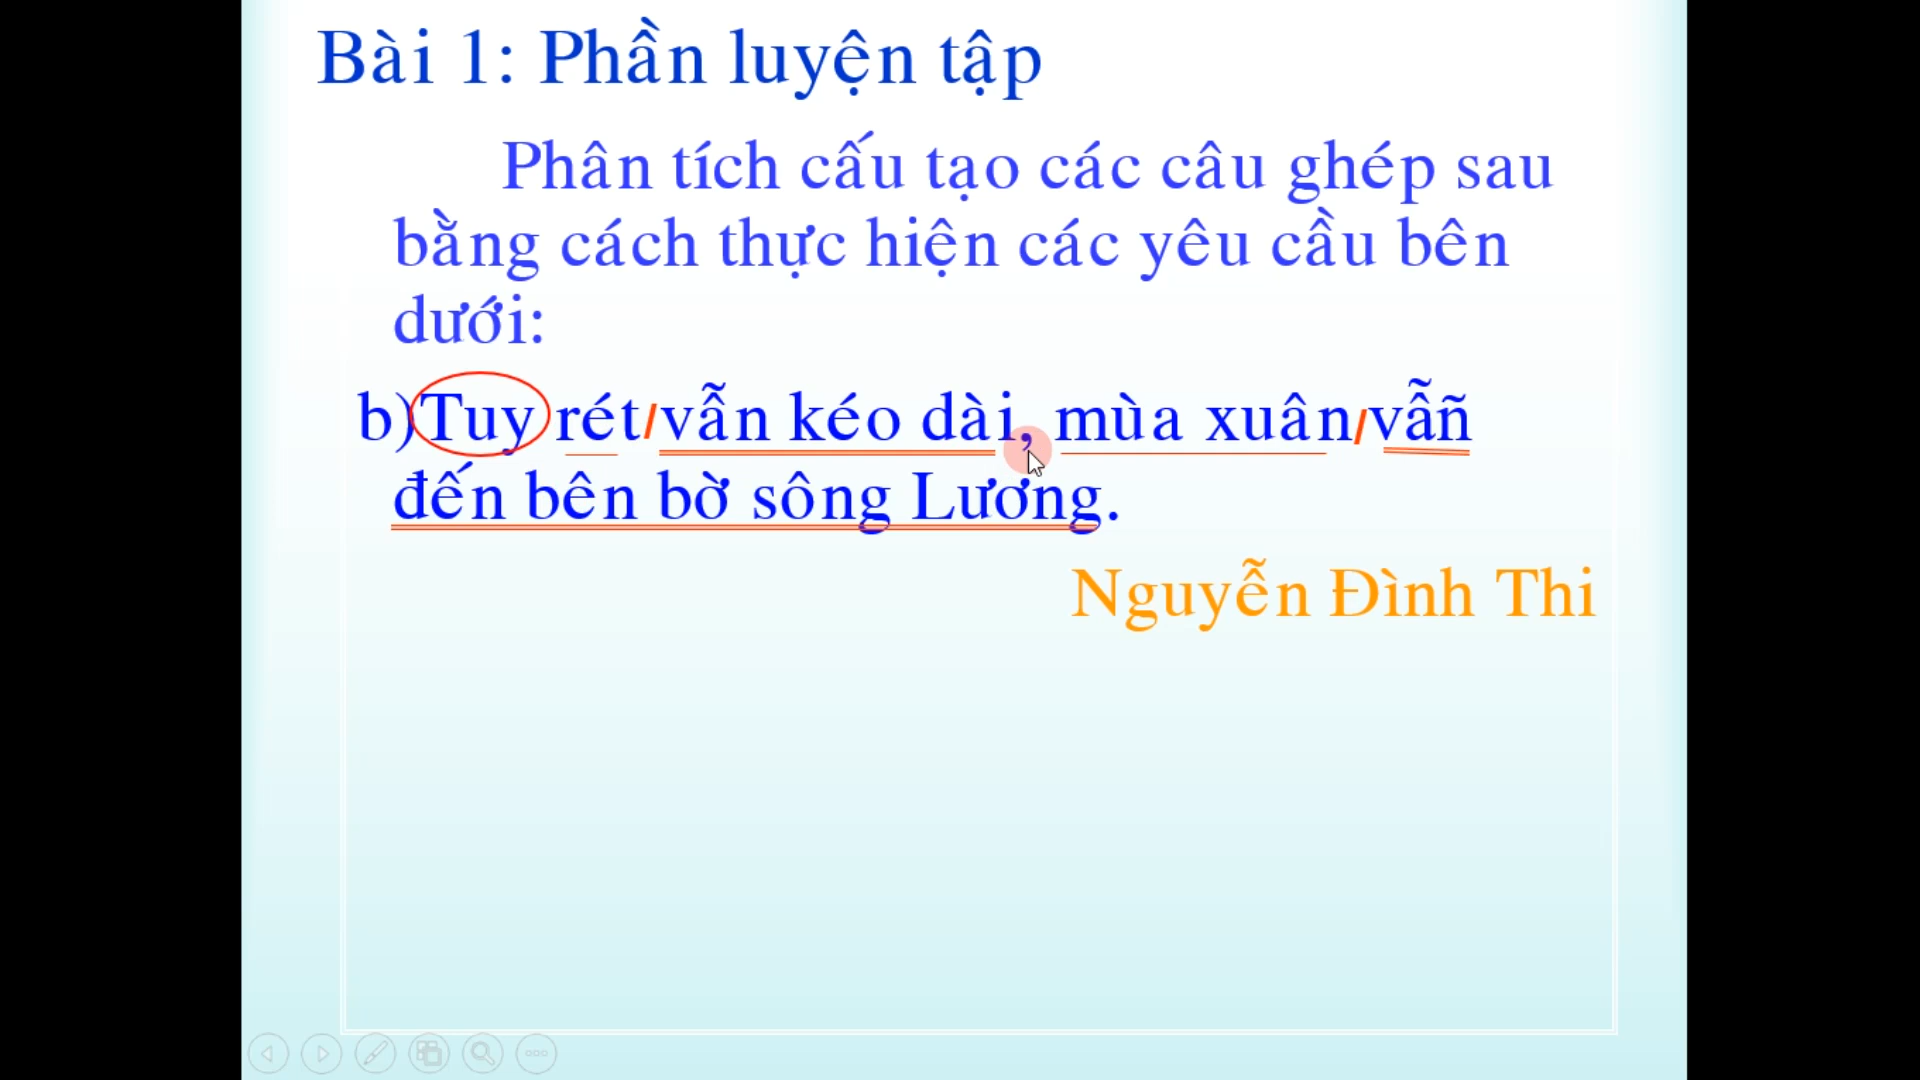 Bài 1: Phần luyện tập
Phân tích cấu tạo các câu ghép sau
bằng cách thực hiện các yêu cầu bên
dưới:
b)Tuy rét/vẫn kéo dài, mùa xuân/vẫn
đến bên bờ sông Lương.
Nguyễn Đình Thi